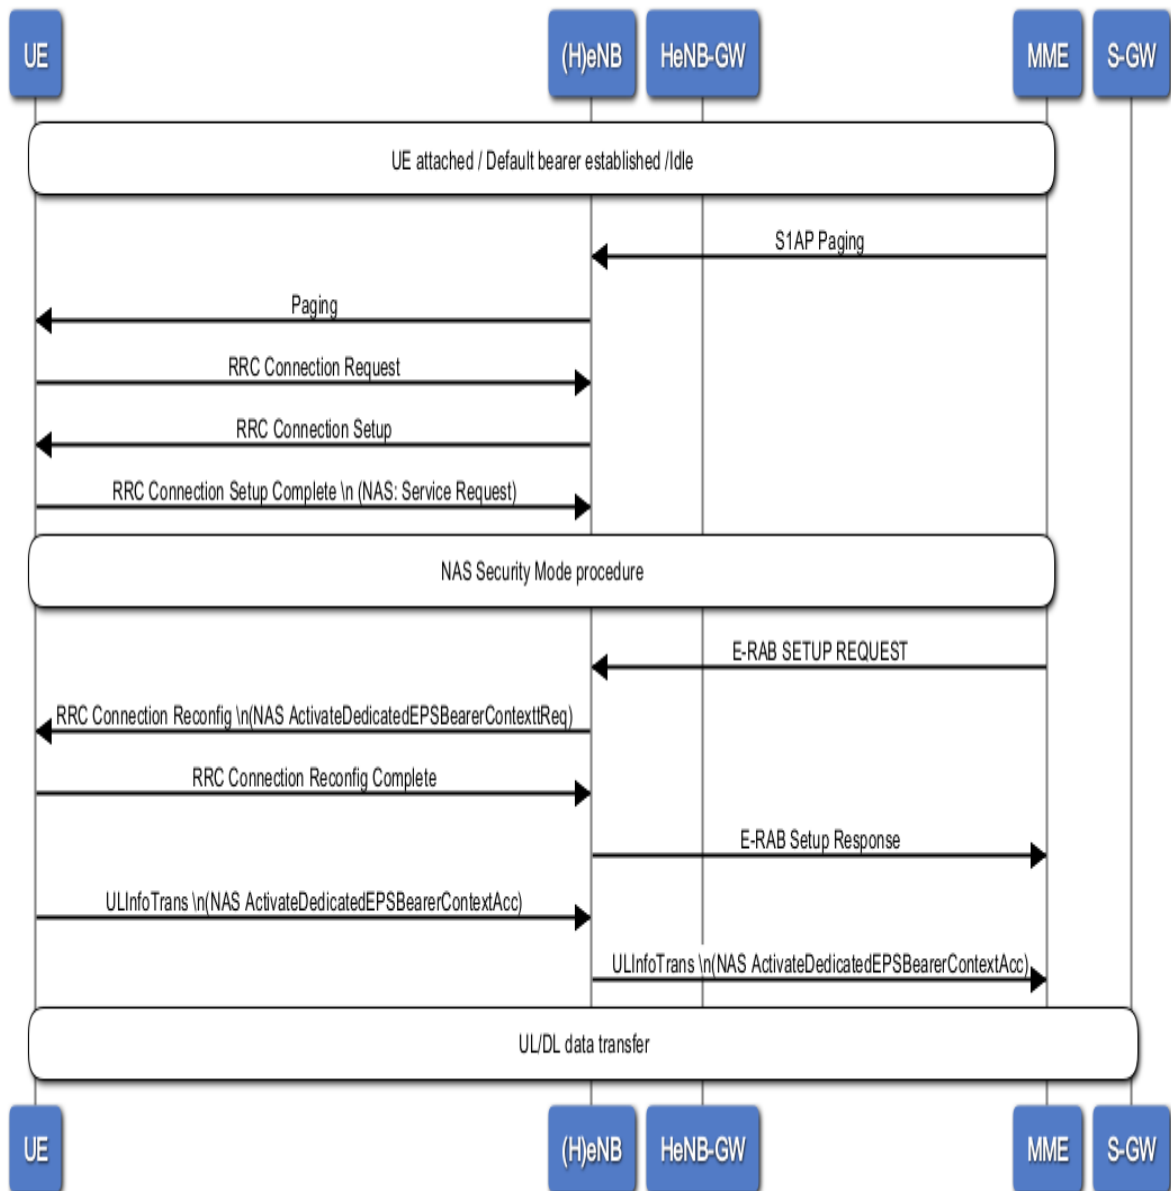 UE (H)eNB HeNB-GW MME S-GW
UE attached / Default bearer established /Idle
S1AP Paging
Paging
RRC Connection Request
RRC Connection Setup
RRC Connection Setup Complete \n (NAS: Service Request)
NAS Security Mode procedure
E-RAB SETUP REQUEST
RRC Connection Reconfig \n(NAS ActivateDedicatedEPSBearerContexttReq)
RRC Connection Reconfig Complete
E-RAB Setup Response
ULInfoTrans \n(NAS ActivateDedicatedEPSBearerContextAcc)
ULInfoTrans \n(NAS ActivateDedicatedEPSBearerContextAcc)
UL/DL data transfer
UE (H)eNB HeNB-GW MME S-GW